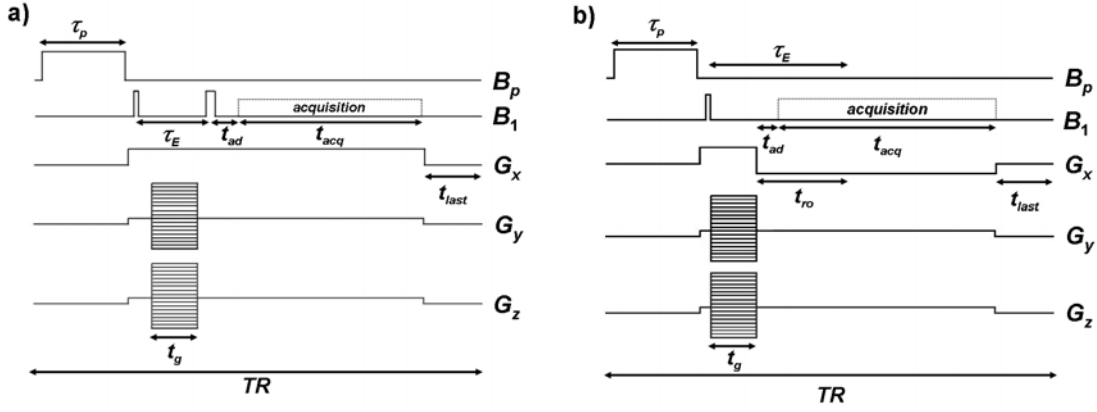 a)
τp
Bp
acquisition
B1
τE
tad
tacq
Gx
tlast
Gy
Gz
tg
TR
b)
τp
τE
Bp
acquisition
B1
tad
tacq
Gx
tro
tlast
Gy
Gz
tg
TR